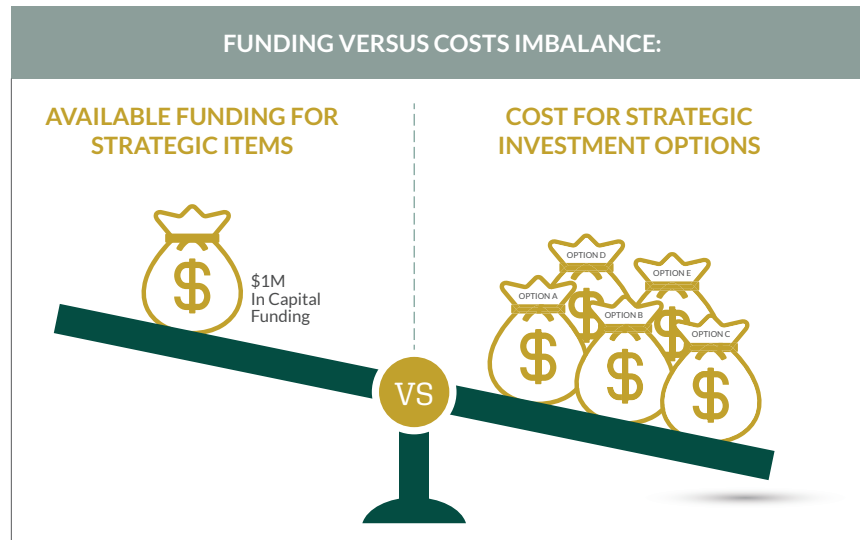 FUNDING VERSUS COSTS IMBALANCE:
AVAILABLE FUNDING FOR
STRATEGIC ITEMS
$
$1M
In Capital
Funding
VS
COST FOR STRATEGIC
INVESTMENT OPTIONS
OPTION D
$
OPTION E
$
OPTION A
$
OPTION B
$
OPTION C
$